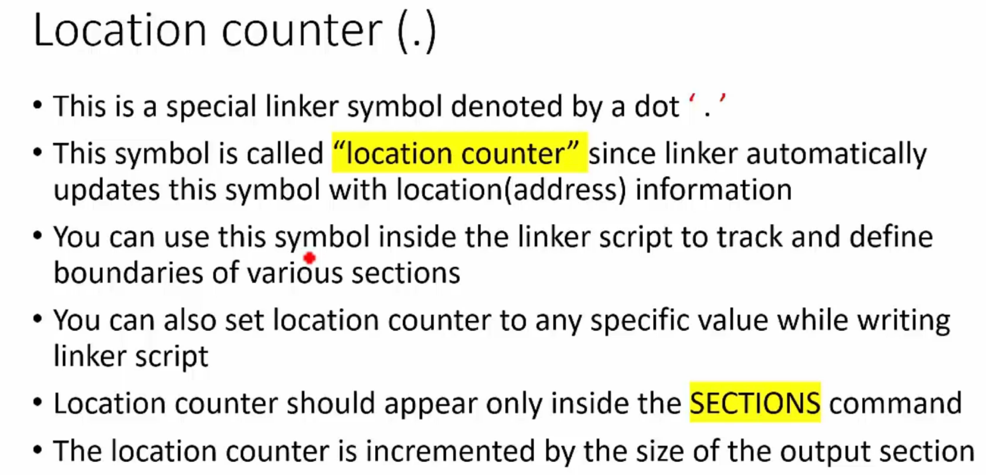 Location counter (.)
• This is a special linker symbol denoted by a dot ‘ . ’
• This symbol is called “location counter” since linker automatically
updates this symbol with location(address) information
• You can use this symbol inside the linker script to track and define
boundaries of various sections
• You can also set location counter to any specific value while writing
linker script
• Location counter should appear only inside the SECTIONS command
• The location counter is incremented by the size of the output section